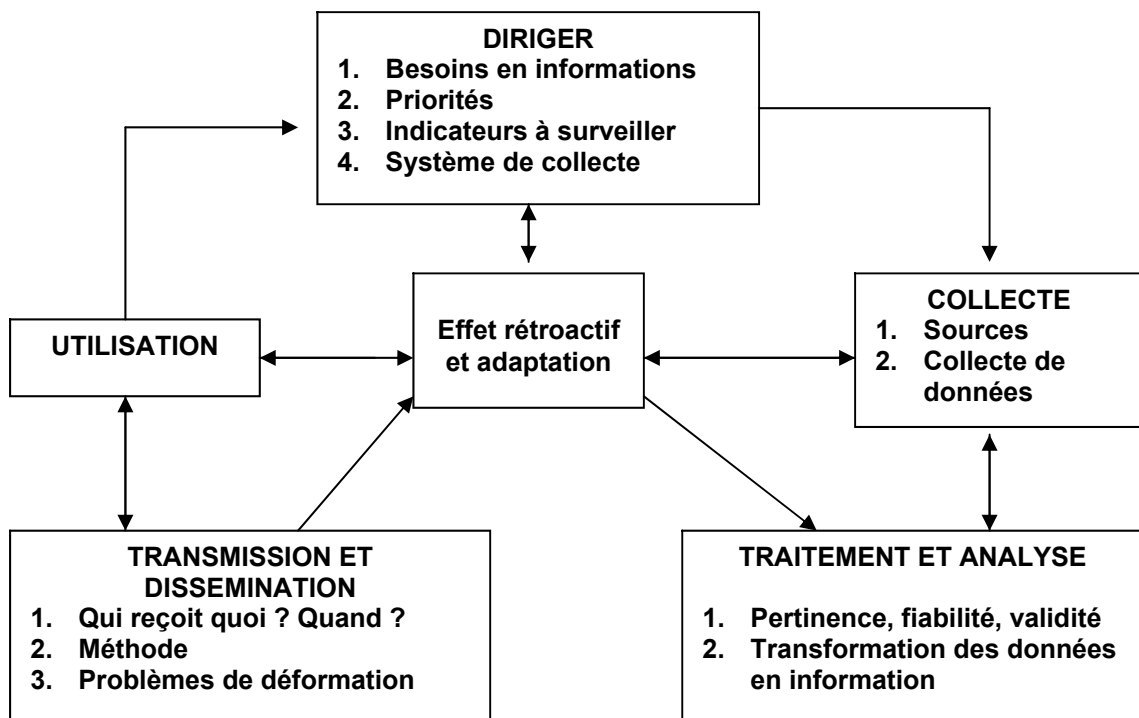 DIRIGER
1. Besoins en informations
2. Priorités
3. Indicateurs à surveiller
4. Système de collecte
UTILISATION
Effet rétroactif
et adaptation
COLLECTE
1. Sources
2. Collecte de
données
TRANSMISSION ET
DISSEMINATION
1. Qui reçoit quoi ? Quand ?
2. Méthode
3. Problèmes de déformation
TRAITEMENT ET ANALYSE
1. Pertinence, fiabilité, validité
2. Transformation des données
en information